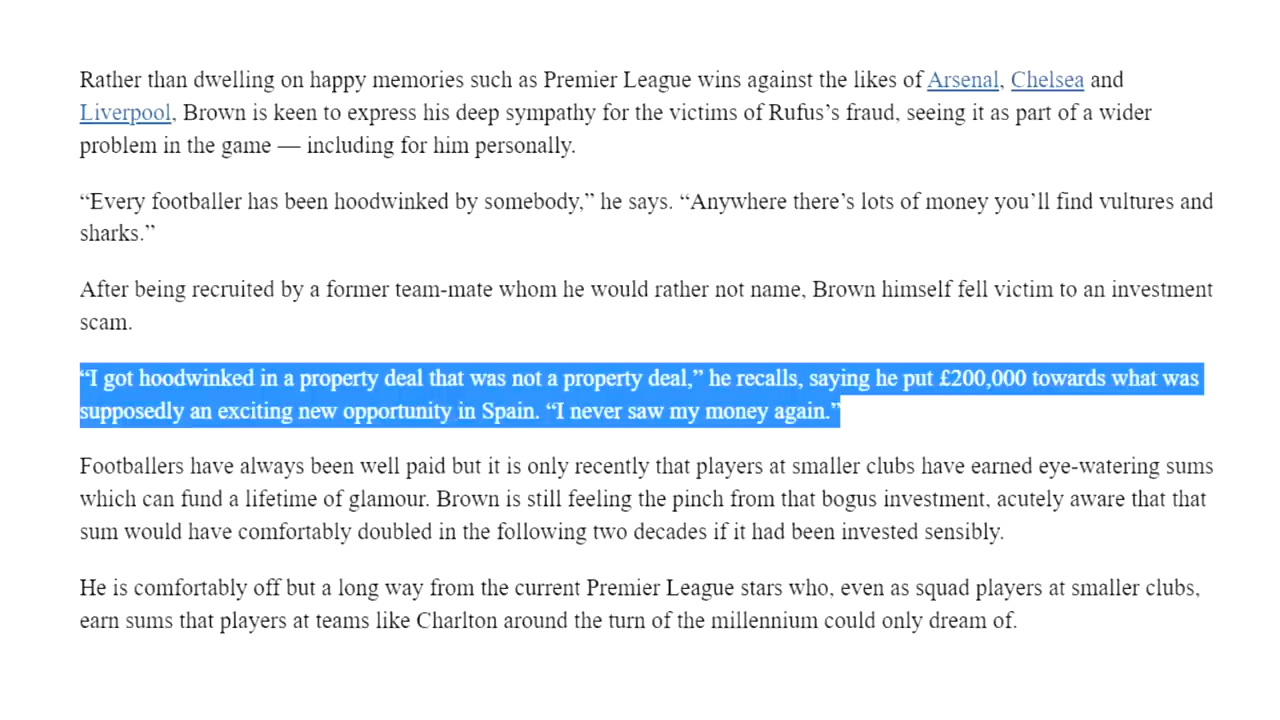 Rather than dwelling on happy memories such as Premier League wins against the likes of Arsenal, Chelsea and
Liverpool, Brown is keen to express his deep sympathy for the victims of Rufus’s fraud, seeing it as part of a wider
problem in the game — including for him personally.
“Every footballer has been hoodwinked by somebody,” he says. “Anywhere there’s lots of money you’ll find vultures and
sharks.”
After being recruited by a former team-mate whom he would rather not name, Brown himself fell victim to an investment
scam.
“I got hoodwinked in a property deal that was not a property deal,” he recalls, saying he put £200,000 towards what was
supposedly an exciting new opportunity in Spain. “I never saw my money again.”
Footballers have always been well paid but it is only recently that players at smaller clubs have earned eye-watering sums
which can fund a lifetime of glamour. Brown is still feeling the pinch from that bogus investment, acutely aware that that
sum would have comfortably doubled in the following two decades if it had been invested sensibly.
He is comfortably off but a long way from the current Premier League stars who, even as squad players at smaller clubs,
earn sums that players at teams like Charlton around the turn of the millennium could only dream of.